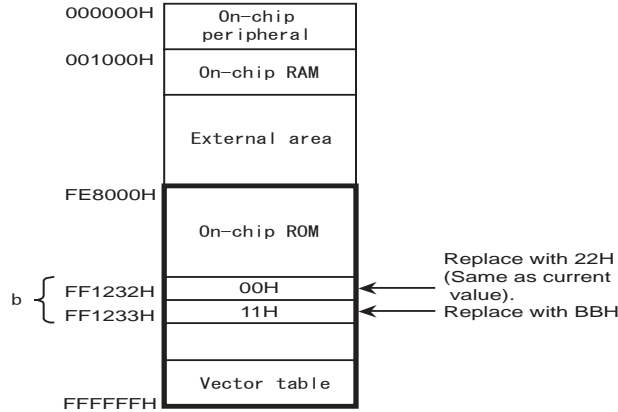 000000H
On-chip
peripheral
001000H
On-chip RAM
External area
FE8000H
On-chip ROM
Replace with 22H
(Same as current
value).
b
FF1232H
00H
FF1233H
11H
Replace with BBH
Vector table
FFFFFFH